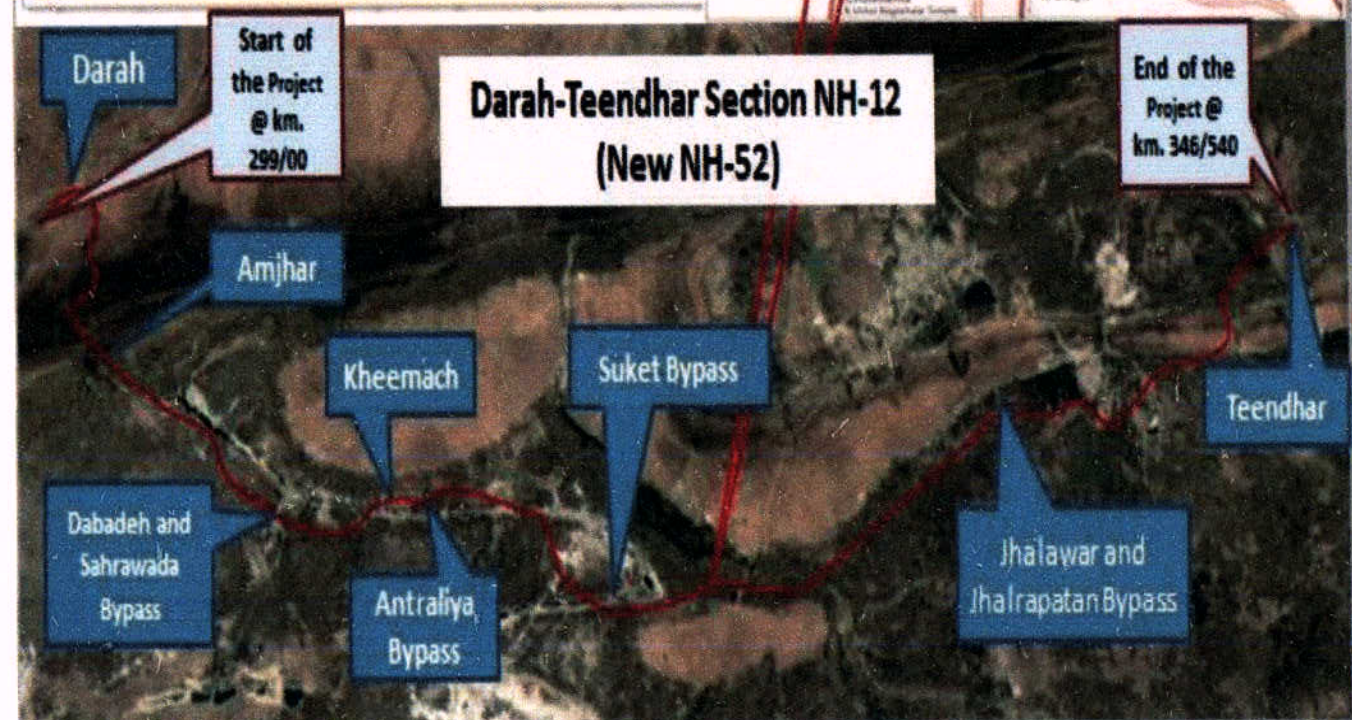 Darah
Start of
the Project
@ km.
299/00
Darah-Teendhar Section NH-12
(New NH-52)
End of the
Project @
km. 346/540
Amjhar
Kheemach
Suket Bypass
Teendhar
Dabadeh and
Sahrawada
Bypass
Antraliya
Bypass
Jhalawar and
Jhalrapatan Bypass